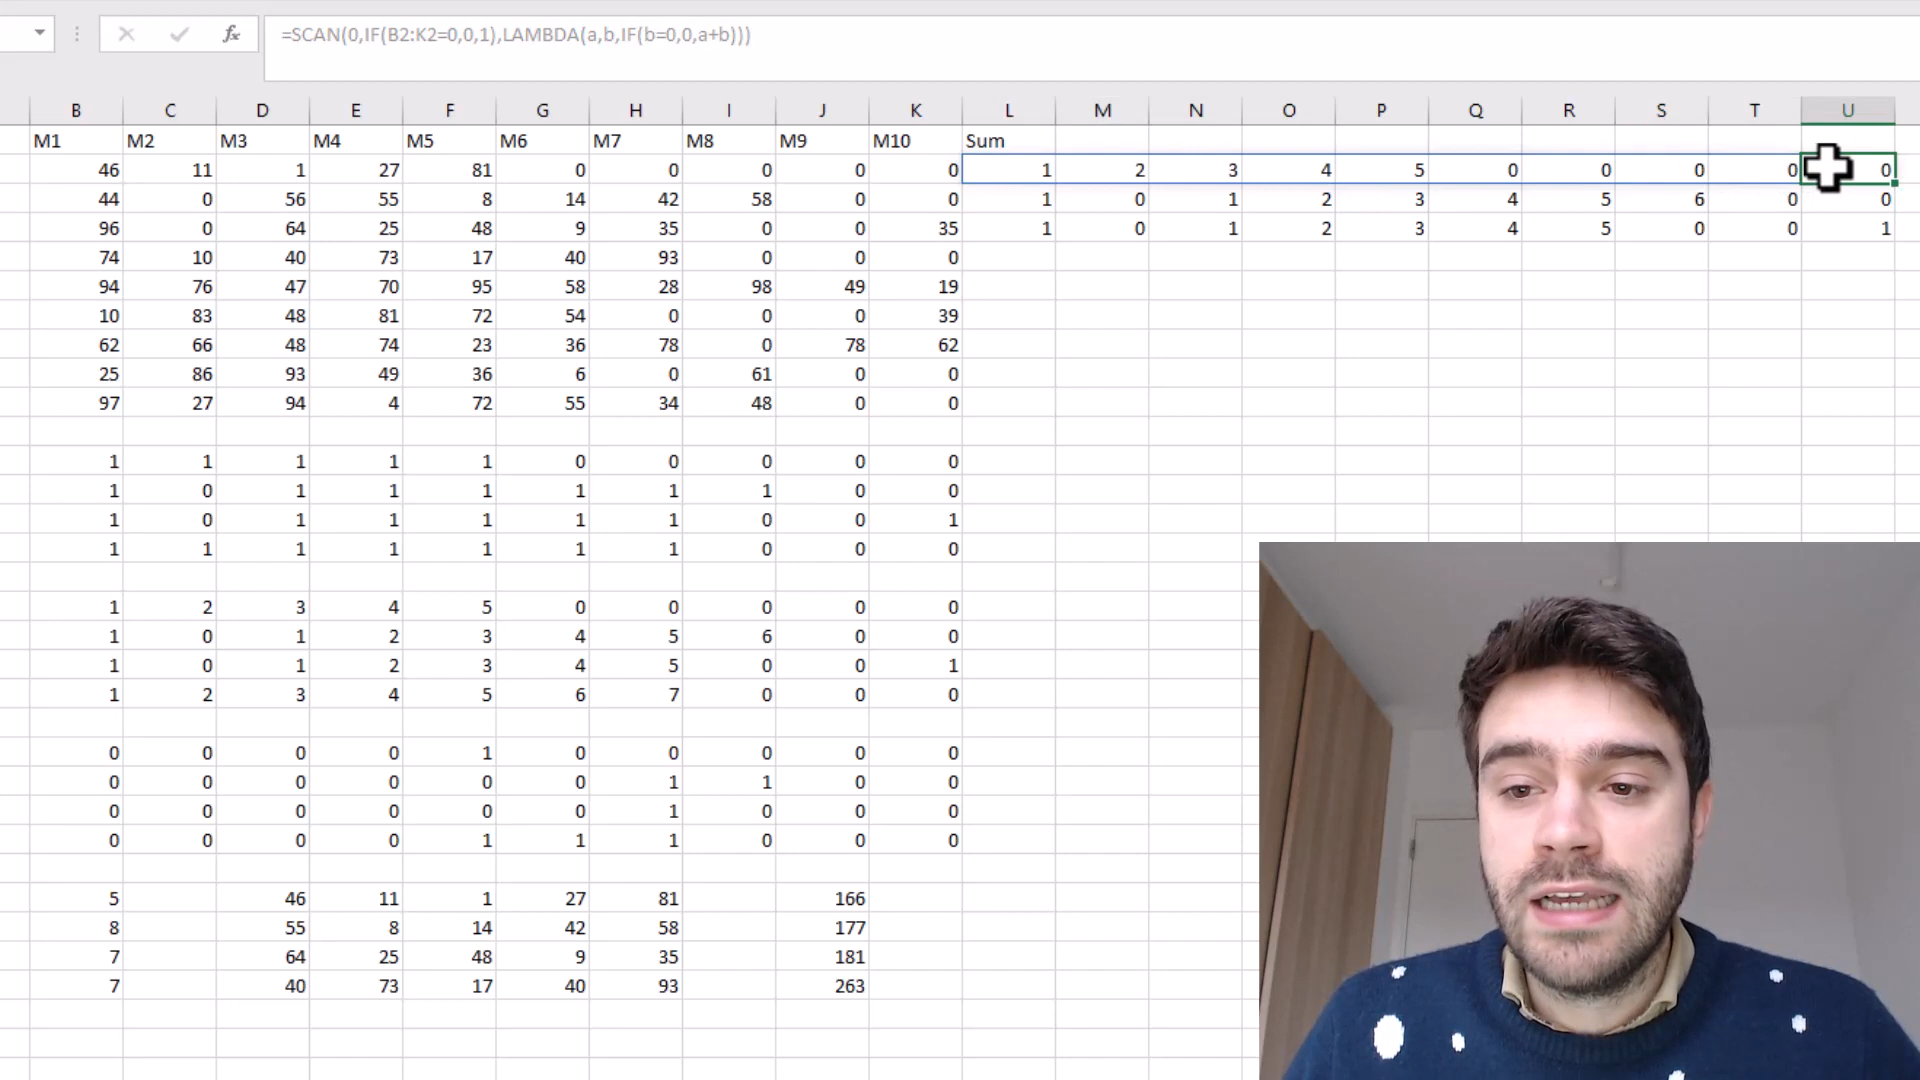 fx =SCAN(0,IF(B2:K2=0,0,1),LAMBDA(a,b,IF(b=0,0,a+b)))
B C D E F G H I J K L M N O P Q R S T U
M1 M2 M3 M4 M5 M6 M7 M8 M9 M10 Sum
46 11 1 27 81 0 0 0 0 0 1 2 3 4 5 0 0 0 0 0
44 0 56 55 8 14 42 58 0 0 1 0 1 2 3 4 5 6 0 0
96 0 64 25 48 9 35 0 0 35 1 0 1 2 3 4 5 0 0 1
74 10 40 73 17 40 93 0 0 0
94 76 47 70 95 58 28 98 49 19
10 83 48 81 72 54 0 0 0 39
62 66 48 74 23 36 78 0 78 62
25 86 93 49 36 6 0 61 0 0
97 27 94 4 72 55 34 48 0 0
1 1 1 1 1 0 0 0 0 0
1 0 1 1 1 1 1 1 0 0
1 0 1 1 1 1 1 0 0 1
1 1 1 1 1 1 1 0 0 0
1 2 3 4 5 0 0 0 0 0
1 0 1 2 3 4 5 6 0 0
1 0 1 2 3 4 5 0 0 1
1 2 3 4 5 6 7 0 0 0
0 0 0 0 1 0 0 0 0 0
0 0 0 0 0 0 1 1 0 0
0 0 0 0 0 0 1 0 0 0
0 0 0 0 1 1 1 0 0 0
5 46 11 1 27 81 166
8 55 8 14 42 58 177
7 64 25 48 9 35 181
7 40 73 17 40 93 263